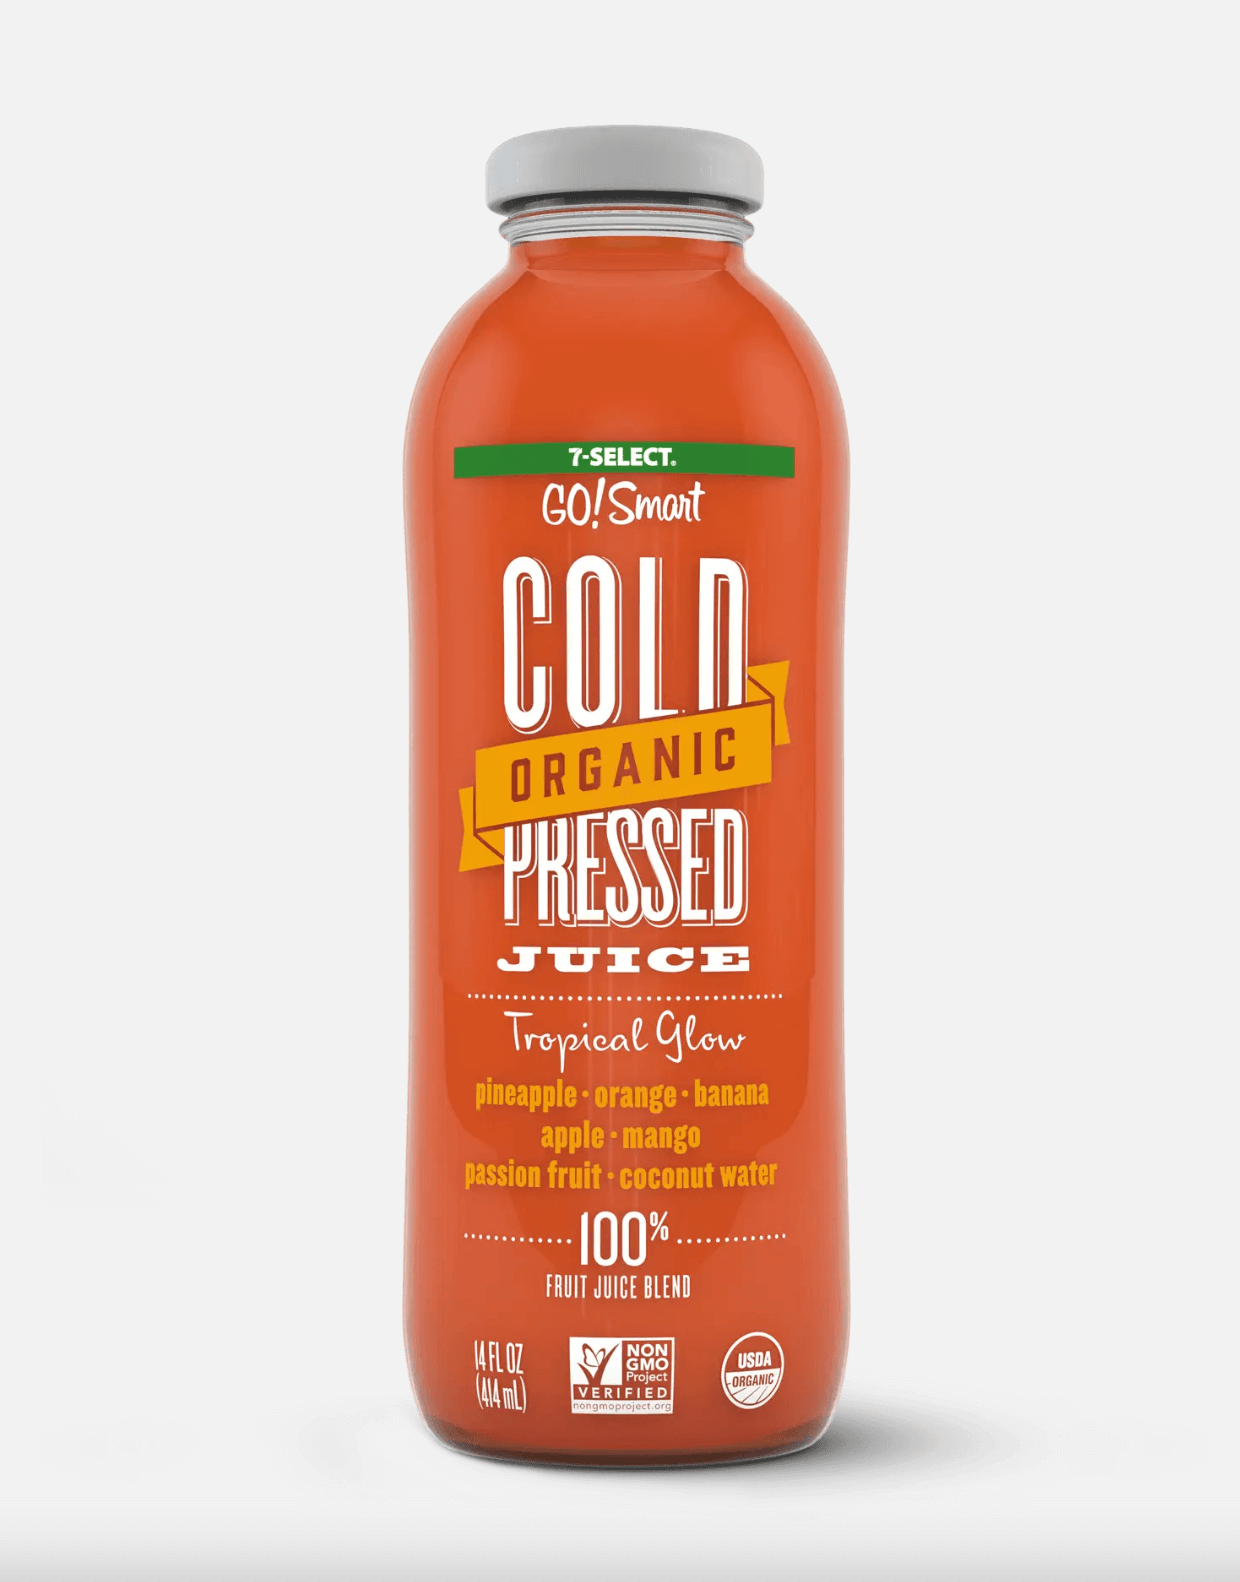 7-SELECT®
GO! Smart
COLD
ORGANIC
PRESSED
JUICE
Tropical Glow
pineapple · orange · banana
apple · mango
passion fruit · coconut water
100%
FRUIT JUICE BLEND
14 FL OZ
(414 mL)
NON
GMO
Project
VERIFIED
nongmoproject.org
USDA
ORGANIC